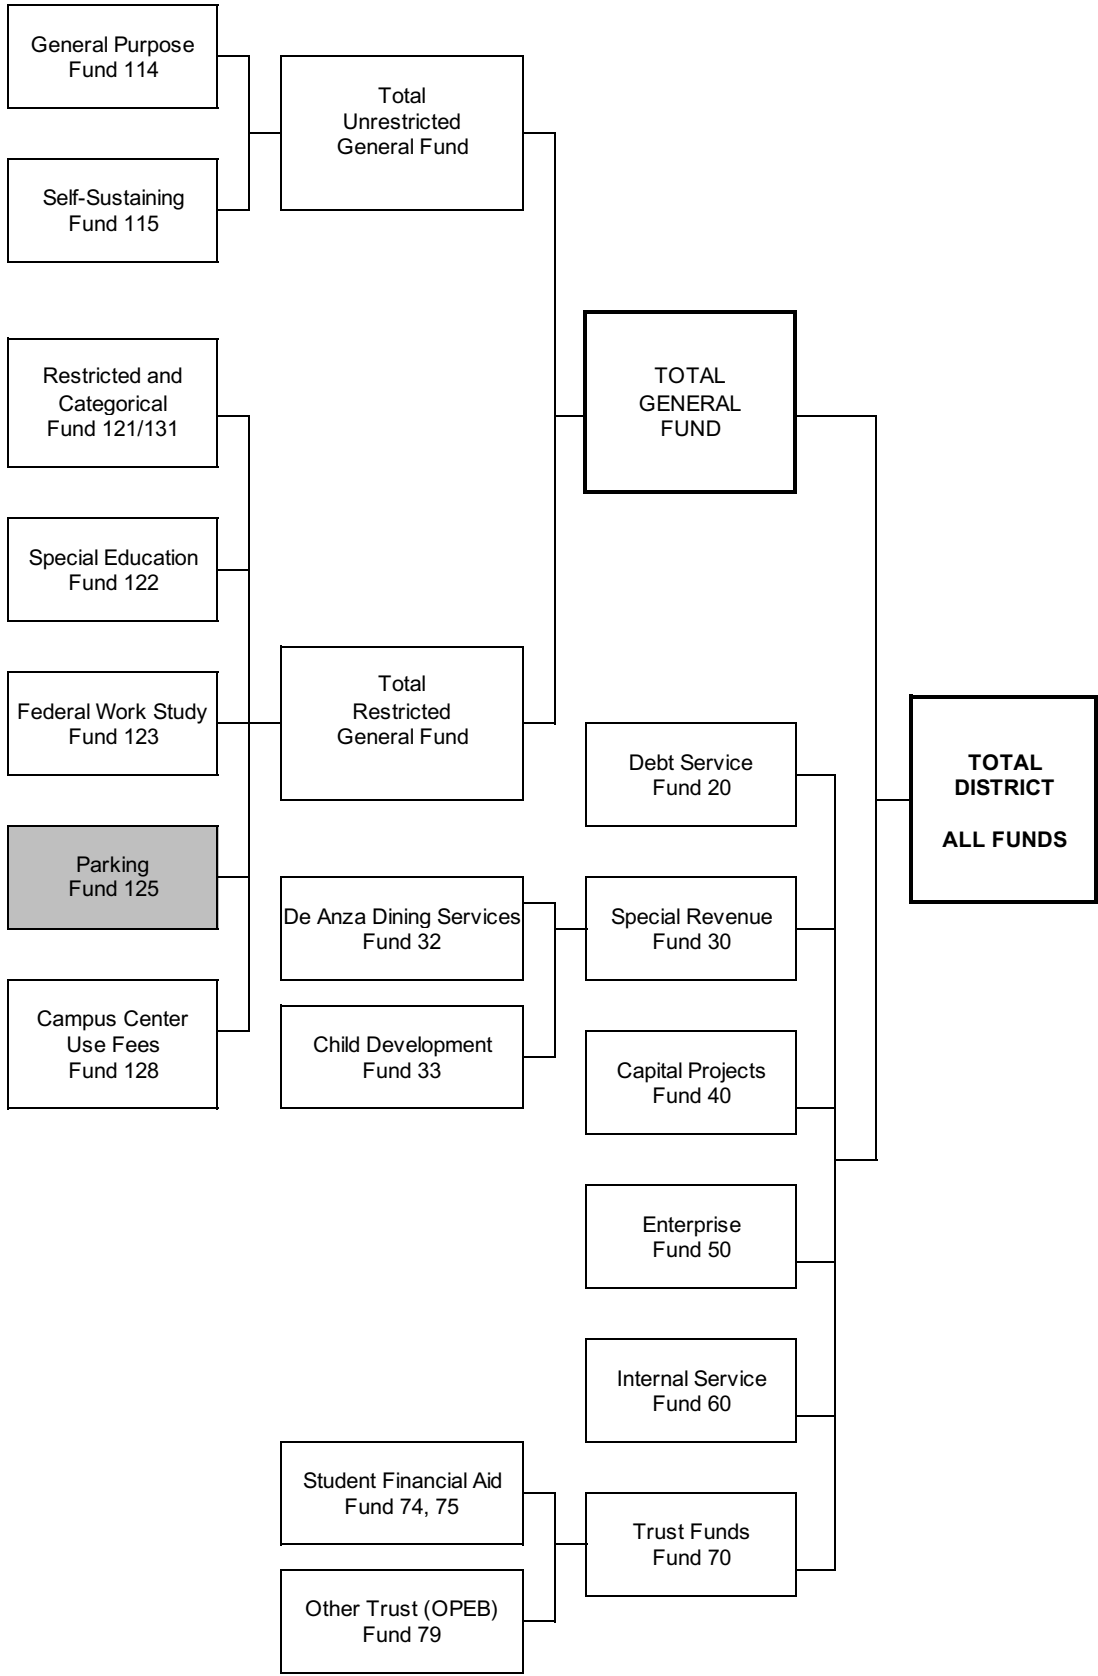 General Purpose
Fund 114
Total
Unrestricted
General Fund
Self-Sustaining
Fund 115
Restricted and
Categorical
Fund 121/131
TOTAL
GENERAL
FUND
Special Education
Fund 122
Federal Work Study
Fund 123
Total
Restricted
General Fund
Debt Service
Fund 20
TOTAL
DISTRICT
ALL FUNDS
Parking
Fund 125
De Anza Dining Services
Fund 32
Special Revenue
Fund 30
Campus Center
Use Fees
Fund 128
Child Development
Fund 33
Capital Projects
Fund 40
Enterprise
Fund 50
Internal Service
Fund 60
Student Financial Aid
Fund 74, 75
Trust Funds
Fund 70
Other Trust (OPEB)
Fund 79